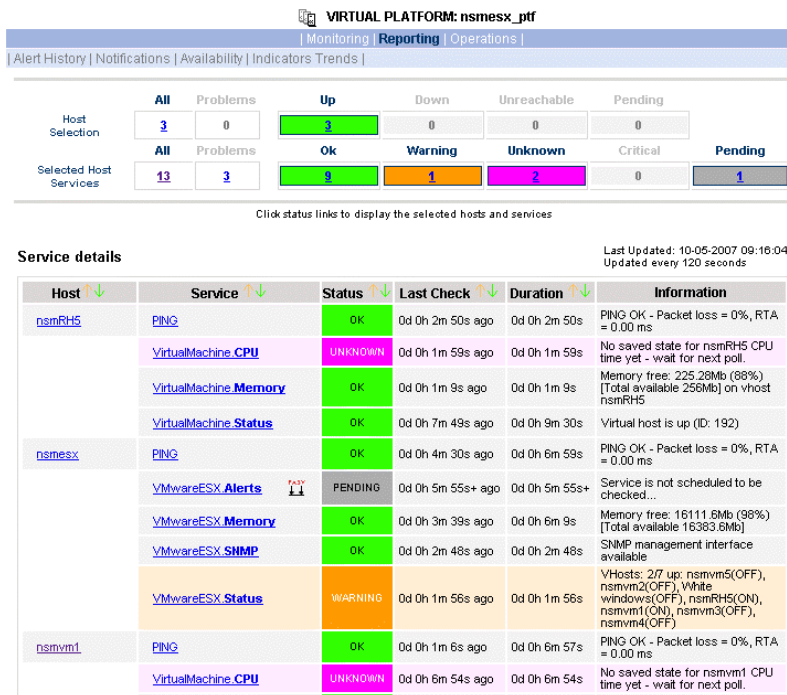 VIRTUAL PLATFORM: nsmesx_ptf
| Monitoring | Reporting | Operations |
| Alert History | Notifications | Availability | Indicators Trends |
All Problems Up Down Unreachable Pending
Host Selection 3 0 3 0 0 0
All Problems Ok Warning Unknown Critical Pending
Selected Host Services 13 3 9 1 2 0 1
Click status links to display the selected hosts and services
Service details
Last Updated: 10-05-2007 09:16:04
Updated every 120 seconds
Host Service Status Last Check Duration Information
nsmRH5 PING OK 0d 0h 2m 50s ago 0d 0h 2m 50s PING OK - Packet loss = 0%, RTA
= 0.00 ms
VirtualMachine.CPU UNKNOWN 0d 0h 1m 59s ago 0d 0h 1m 59s No saved state for nsmRH5 CPU
time yet - wait for next poll.
VirtualMachine.Memory OK 0d 0h 1m 9s ago 0d 0h 1m 9s Memory free: 225.28Mb (88%)
[Total available 256Mb] on vhost
nsmRH5
VirtualMachine.Status OK 0d 0h 7m 49s ago 0d 0h 9m 30s Virtual host is up (ID: 192)
nsmesx PING OK 0d 0h 4m 30s ago 0d 0h 6m 59s PING OK - Packet loss = 0%, RTA
= 0.00 ms
VMwareESX.Alerts PENDING 0d 0h 5m 55s+ ago 0d 0h 5m 55s+ Service is not scheduled to be
checked...
VMwareESX.Memory OK 0d 0h 3m 39s ago 0d 0h 6m 9s Memory free: 16111.6Mb (98%)
[Total available 16383.6Mb]
VMwareESX.SNMP OK 0d 0h 2m 48s ago 0d 0h 2m 48s SNMP management interface
available
VMwareESX.Status WARNING 0d 0h 1m 56s ago 0d 0h 1m 56s VHosts: 2/7 up: nsmvm5(OFF),
nsmvm2(OFF), White
windows(OFF), nsmRH5(ON),
nsmvm1(ON), nsmvm3(OFF),
nsmvm4(OFF)
nsmvm1 PING OK 0d 0h 1m 6s ago 0d 0h 6m 57s PING OK - Packet loss = 0%, RTA
= 0.00 ms
VirtualMachine.CPU UNKNOWN 0d 0h 6m 54s ago 0d 0h 6m 54s No saved state for nsmvm1 CPU
time yet - wait for next poll.